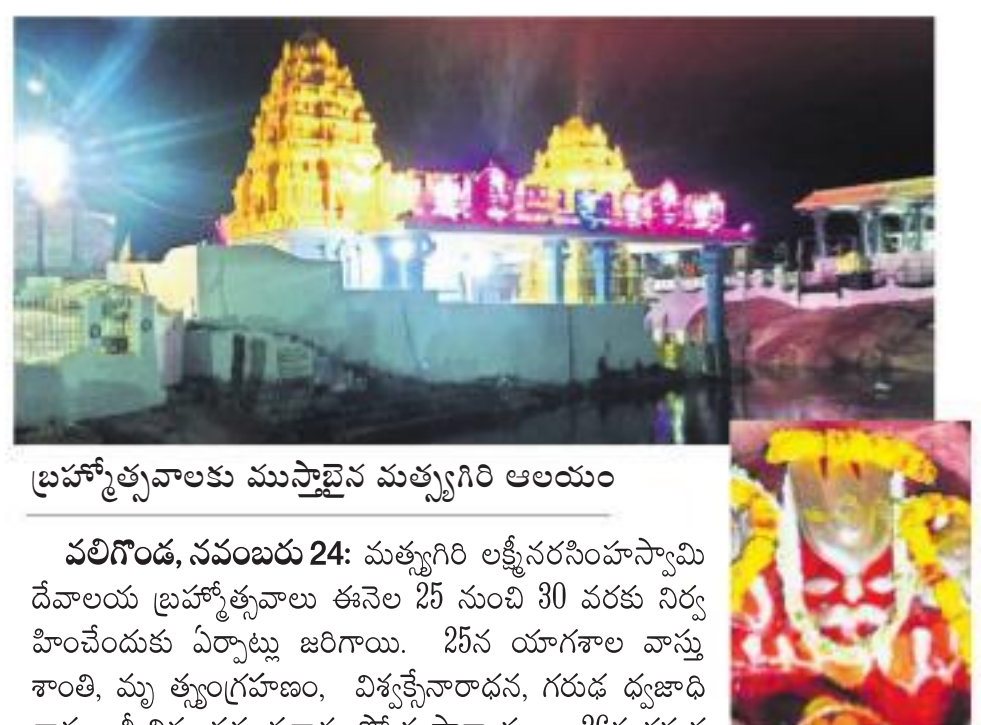 బ్రహ్మోత్సవాలకు ముస్తాబైన మత్స్యగిరి ఆలయం
వలిగొండ, నవంబరు 24: మత్స్యగిరి లక్ష్మీనరసింహస్వామి
దేవాలయ బ్రహ్మోత్సవాలు ఈనెల 25 నుంచి 30 వరకు నిర్వ
హించేందుకు ఏర్పాట్లు జరిగాయి. 25న యాగశాల వాస్తు
శాంతి, మృ త్స్యంగ్రహణం, విశ్వక్సేనారాధన, గరుఢ ధ్వజాధి